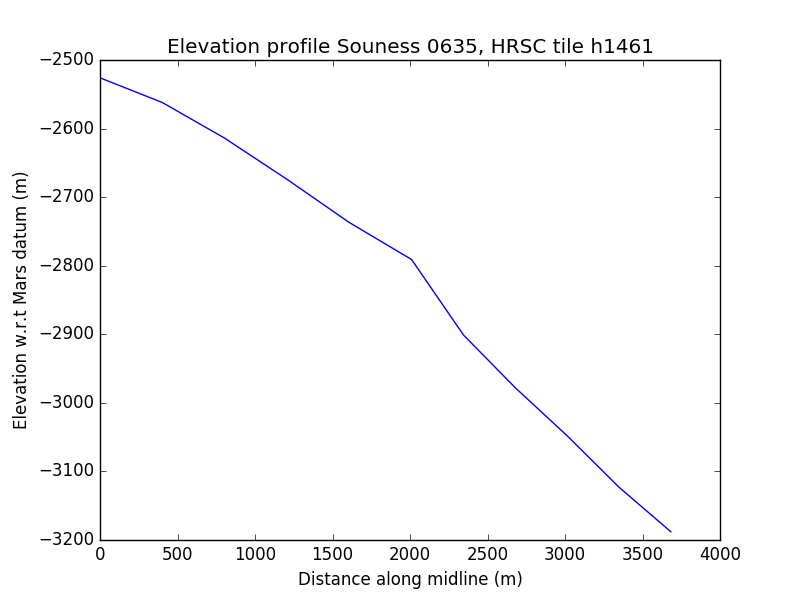 Elevation profile Souness 0635, HRSC tile h1461
Elevation w.r.t Mars datum (m)
−2500
−2600
−2700
−2800
−2900
−3000
−3100
−3200
0 500 1000 1500 2000 2500 3000 3500 4000
Distance along midline (m)